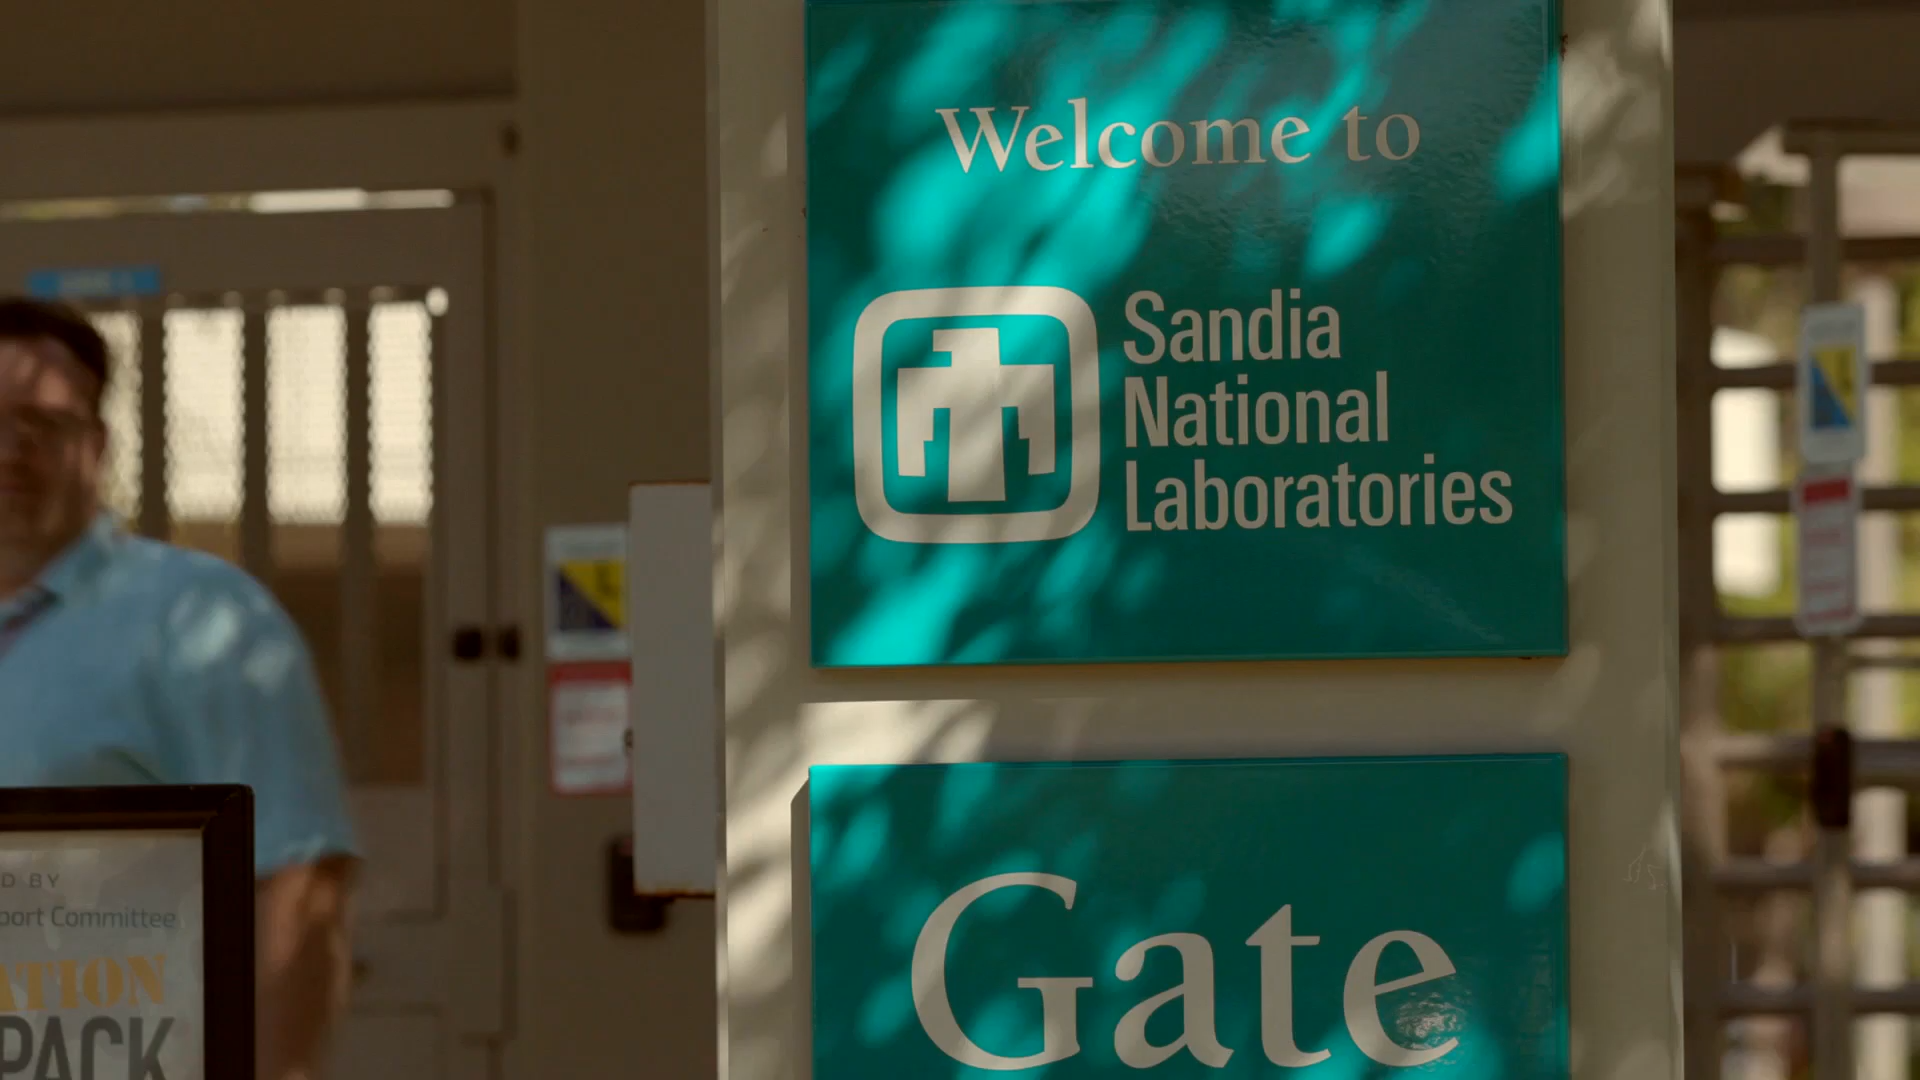 Welcome to
Sandia
National
Laboratories
Gate
D BY
port Committee
ATION
PACK